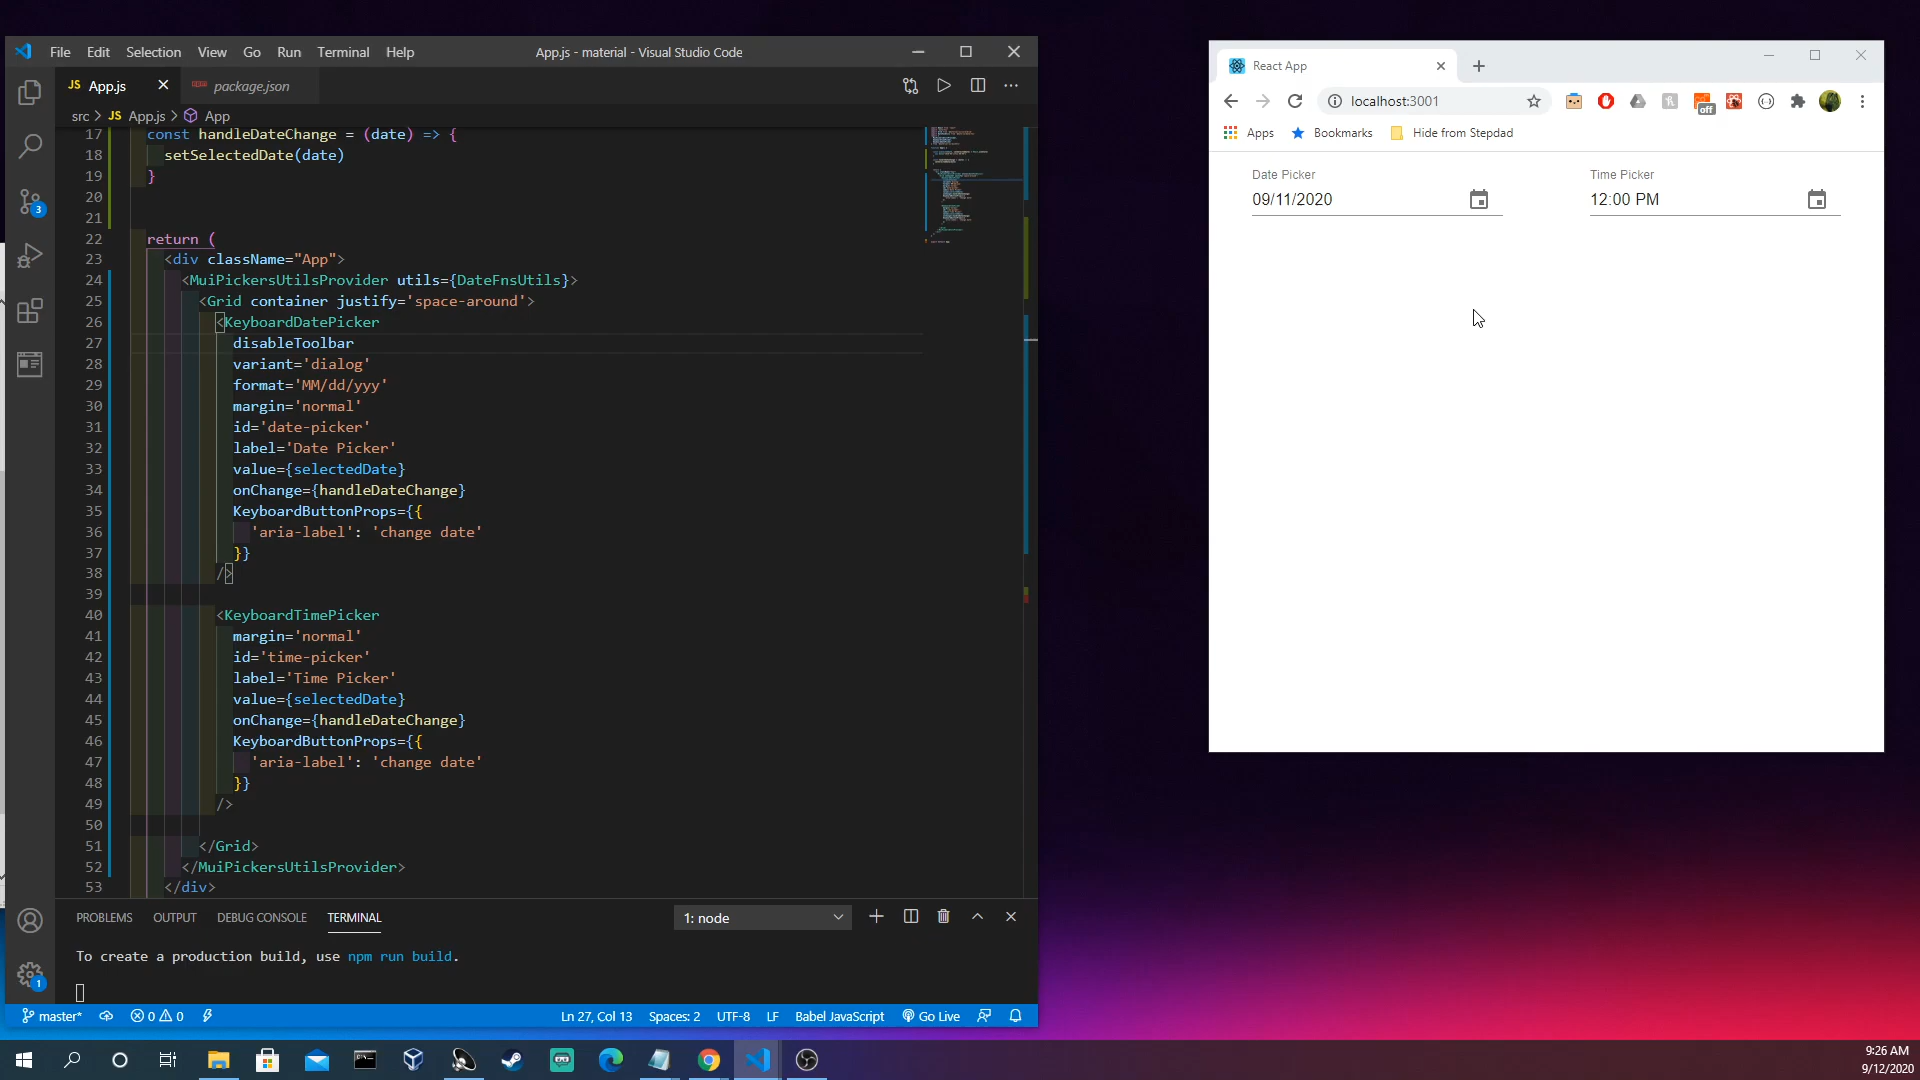 File Edit Selection View Go Run Terminal Help
App.js - material - Visual Studio Code
JS App.js
package.json
src > JS App.js > App
17 const handleDateChange = (date) => {
18 setSelectedDate(date)
19 }
20
21
22 return (
23 <div className="App">
24 <MuiPickersUtilsProvider utils={DateFnsUtils}>
25 <Grid container justify='space-around'>
26 <KeyboardDatePicker
27 disableToolbar
28 variant='dialog'
29 format='MM/dd/yyy'
30 margin='normal'
31 id='date-picker'
32 label='Date Picker'
33 value={selectedDate}
34 onChange={handleDateChange}
35 KeyboardButtonProps={{
36 'aria-label': 'change date'
37 }}
38 />
39
40 <KeyboardTimePicker
41 margin='normal'
42 id='time-picker'
43 label='Time Picker'
44 value={selectedDate}
45 onChange={handleDateChange}
46 KeyboardButtonProps={{
47 'aria-label': 'change date'
48 }}
49 />
50
51 </Grid>
52 </MuiPickersUtilsProvider>
53 </div>
PROBLEMS OUTPUT DEBUG CONSOLE TERMINAL
1: node
To create a production build, use npm run build.
3
1
master* 0 0 Ln 27, Col 13 Spaces: 2 UTF-8 LF Babel JavaScript Go Live
React App
localhost:3001
off
Apps Bookmarks Hide from Stepdad
Date Picker
09/11/2020
Time Picker
12:00 PM
9:26 AM
9/12/2020